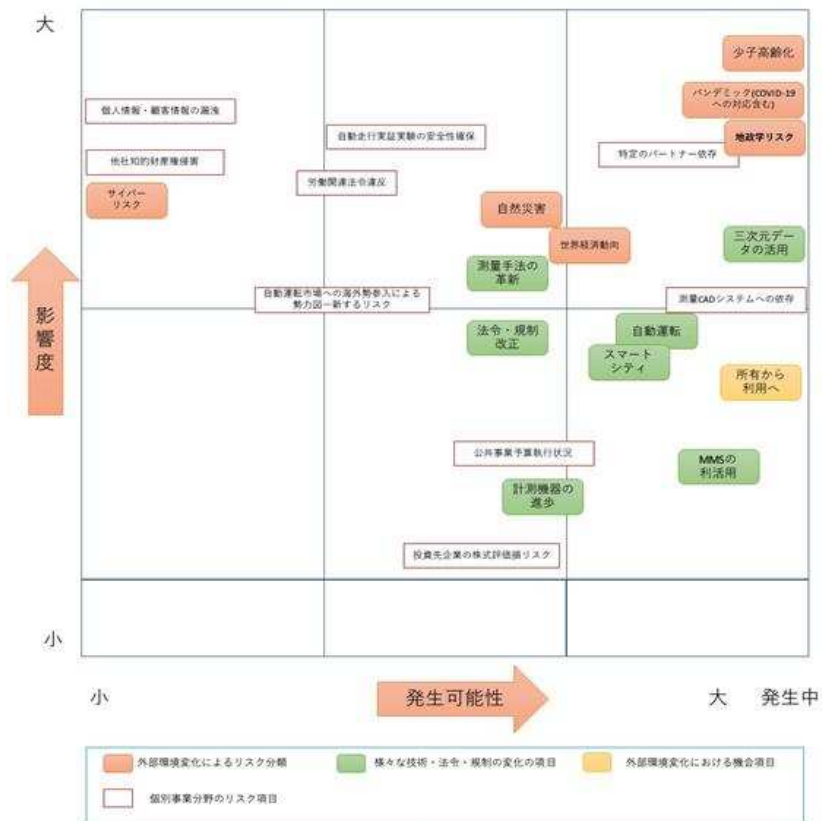 大
少子高齢化
パンデミック(COVID-19
への対応含む)
個人情報・顧客情報の漏洩
自動走行実証実験の安全性確保
地政学リスク
特定のパートナー依存
他社知的財産権侵害
労働関連法令違反
サイバー
リスク
自然災害
世界経済動向
三次元デー
タの活用
測量手法の
革新
自動運転市場への海外勢参入による
勢力図一新するリスク
測量CADシステムへの依存
影響度
法令・規制
改正
自動運転
スマート
シティ
所有から
利用へ
公共事業予算執行状況
MMSの
利活用
計測機器の
進歩
投資先企業の株式評価損リスク
小
小
発生可能性
大
発生中
外部環境変化によるリスク分類
様々な技術・法令・規制の変化の項目
外部環境変化における機会項目
個別事業分野のリスク項目